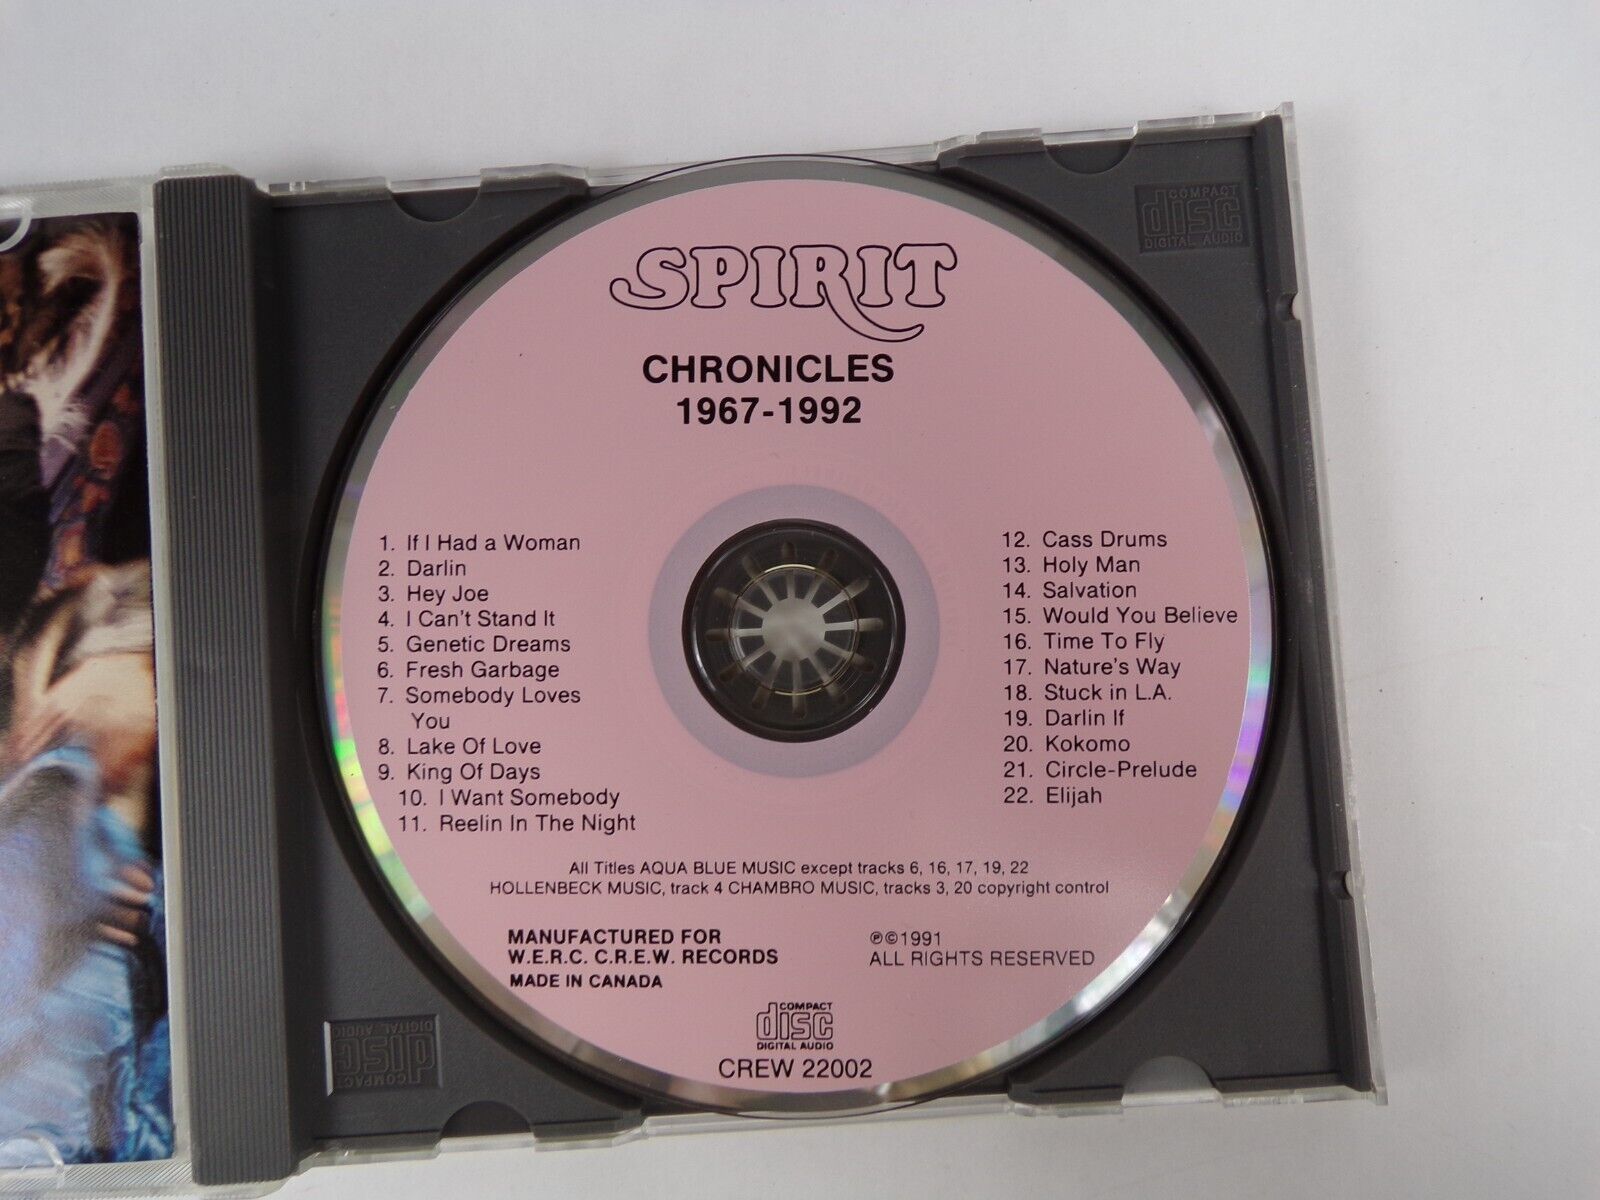 SPIRIT
CHRONICLES
1967-1992
1. If I Had a Woman
2. Darlin
3. Hey Joe
4. I Can't Stand It
5. Genetic Dreams
6. Fresh Garbage
7. Somebody Loves
You
8. Lake Of Love
9. King Of Days
10. I Want Somebody
11. Reelin In The Night
12. Cass Drums
13. Holy Man
14. Salvation
15. Would You Believe
16. Time To Fly
17. Nature's Way
18. Stuck in L.A.
19. Darlin If
20. Kokomo
21. Circle-Prelude
22. Elijah
All Titles AQUA BLUE MUSIC except tracks 6, 16, 17, 19, 22
HOLLENBECK MUSIC, track 4 CHAMBRO MUSIC, tracks 3, 20 copyright control
MANUFACTURED FOR
W.E.R.C. C.R.E.W. RECORDS
MADE IN CANADA
℗©1991
ALL RIGHTS RESERVED
COMPACT
disc
DIGITAL AUDIO
CREW 22002
COMPACT
disc
DIGITAL AUDIO
COMPACT
disc
DIGITAL AUDIO